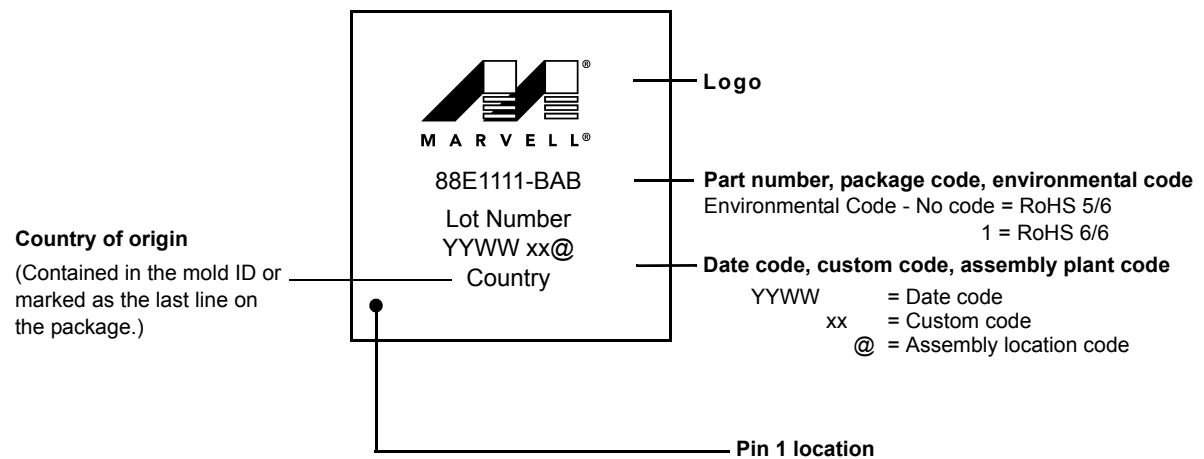 ®
MARVELL®
88E1111-BAB
Lot Number
YYWW xx@
Country
Logo
Part number, package code, environmental code
Environmental Code - No code = RoHS 5/6
1 = RoHS 6/6
Date code, custom code, assembly plant code
YYWW = Date code
xx = Custom code
@ = Assembly location code
Country of origin
(Contained in the mold ID or
marked as the last line on
the package.)
Pin 1 location